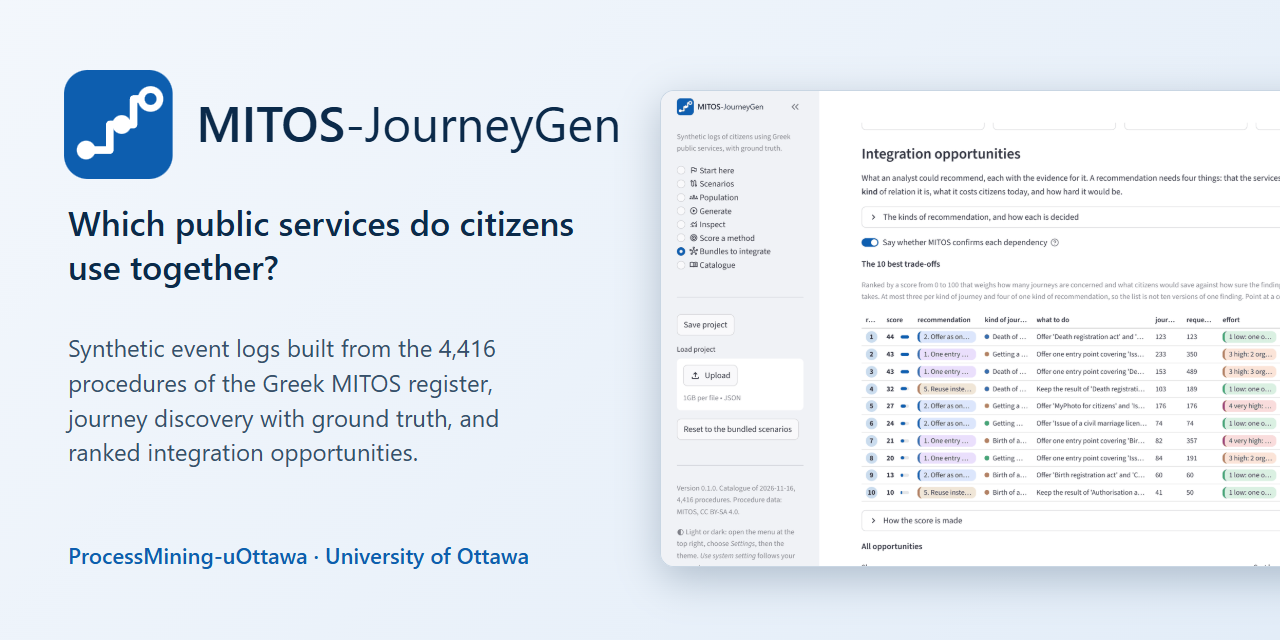 MITOS-JourneyGen
Which public services do citizens
use together?
Synthetic event logs built from the 4,416
procedures of the Greek MITOS register,
journey discovery with ground truth, and
ranked integration opportunities.
ProcessMining-uOttawa · University of Ottawa
MITOS-JourneyGen
Synthetic logs of citizens using Greek
public services, with ground truth.
Start here
Scenarios
Population
Generate
Inspect
Score a method
Bundles to integrate
Catalogue
Save project
Load project
Upload
1GB per file • JSON
Reset to the bundled scenarios
Version 0.1.0. Catalogue of 2026-11-16,
4,416 procedures. Procedure data:
MITOS, CC BY-SA 4.0.
Light or dark: open the menu at the
top right, choose Settings, then the
theme. Use system setting follows your
Integration opportunities
What an analyst could recommend, each with the evidence for it. A recommendation needs four things: that the services
kind of relation it is, what it costs citizens today, and how hard it would be.
The kinds of recommendation, and how each is decided
Say whether MITOS confirms each dependency
The 10 best trade-offs
Ranked by a score from 0 to 100 that weighs how many journeys are concerned and what citizens would save against how sure the finding
takes. At most three per kind of journey and four of one kind of recommendation, so the list is not ten versions of one finding. Point at a c
r... score recommendation kind of jour... what to do jour... reque... effort
1 44 2. Offer as on... Death of ... Offer 'Death registration act' and '... 123 123 1 low: one o...
2 43 1. One entry ... Getting a ... Offer one entry point covering 'Iss... 233 350 3 high: 2 org...
3 43 1. One entry ... Death of ... Offer one entry point covering 'De... 153 489 3 high: 3 org...
4 32 5. Reuse inste... Death of ... Keep the result of 'Death registrati... 103 189 1 low: one o...
5 27 2. Offer as on... Getting a ... Offer 'MyPhoto for citizens' and 'Is... 176 176 4 very high: ...
6 24 2. Offer as on... Getting ... Offer 'Issue of a civil marriage licen... 74 74 1 low: one o...
7 21 1. One entry ... Birth of a... Offer one entry point covering 'Bir... 82 357 4 very high: ...
8 20 1. One entry ... Getting ... Offer one entry point covering 'Iss... 84 191 3 high: 2 org...
9 13 2. Offer as on... Birth of a... Offer 'Birth registration act' and 'C... 60 60 1 low: one o...
10 10 5. Reuse inste... Birth of a... Keep the result of 'Authorisation a... 41 50 1 low: one o...
How the score is made
All opportunities